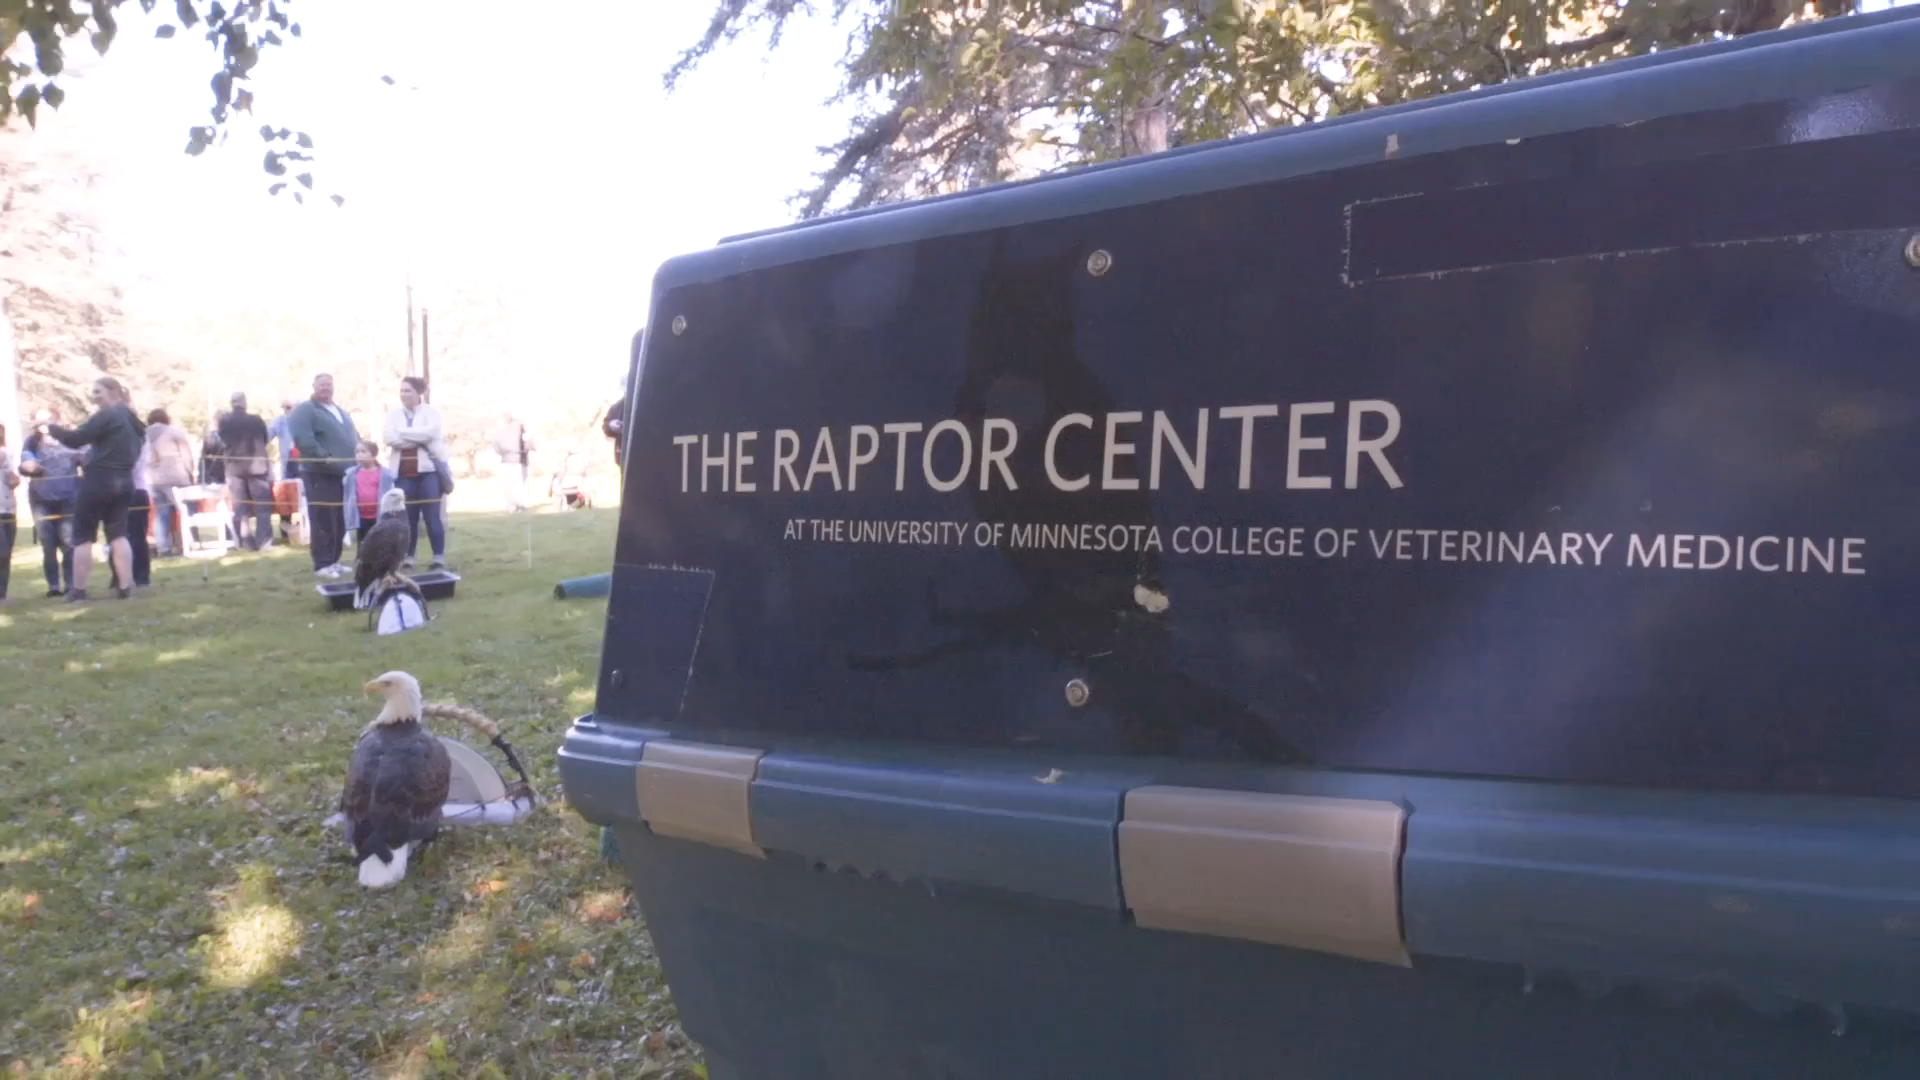 THE RAPTOR CENTER
AT THE UNIVERSITY OF MINNESOTA COLLEGE OF VETERINARY MEDICINE